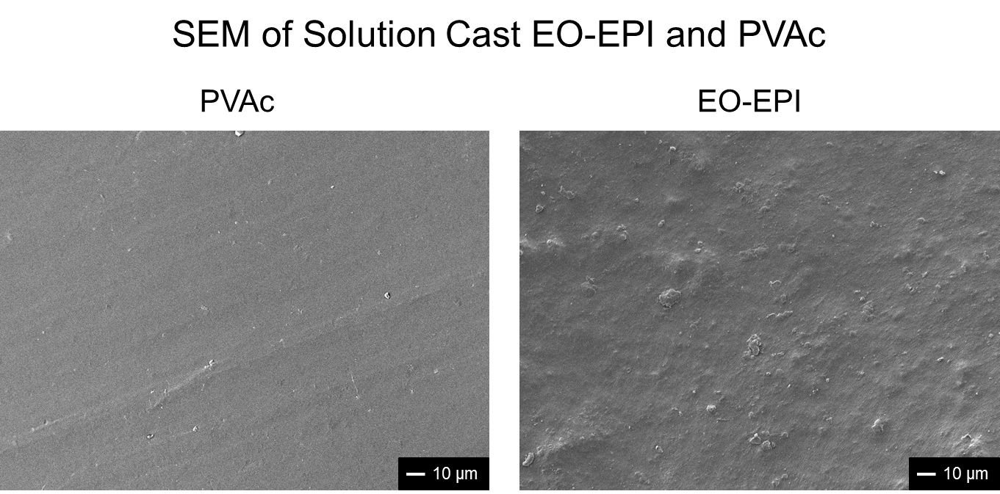 SEM of Solution Cast EO-EPI and PVAc
PVAc
EO-EPI
10 µm
10 µm